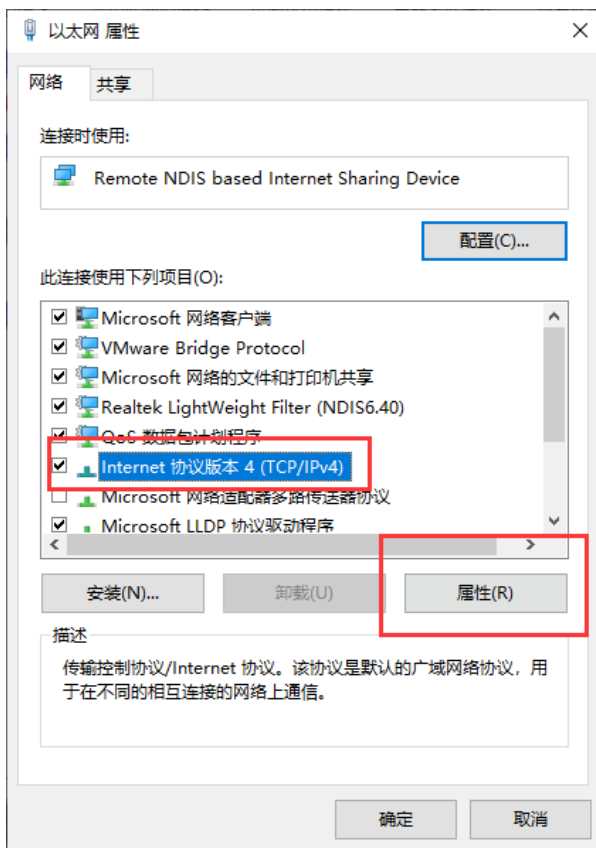 以太网 属性
网络
共享
连接时使用:
Remote NDIS based Internet Sharing Device
配置(C)...
此连接使用下列项目(O):
Microsoft 网络客户端
VMware Bridge Protocol
Microsoft 网络的文件和打印机共享
Realtek LightWeight Filter (NDIS6.40)
QoS 数据包计划程序
Internet 协议版本 4 (TCP/IPv4)
Microsoft 网络适配器多路传送器协议
Microsoft LLDP 协议驱动程序
安装(N)...
卸载(U)
属性(R)
描述
传输控制协议/Internet 协议。该协议是默认的广域网络协议，用
于在不同的相互连接的网络上通信。
确定
取消